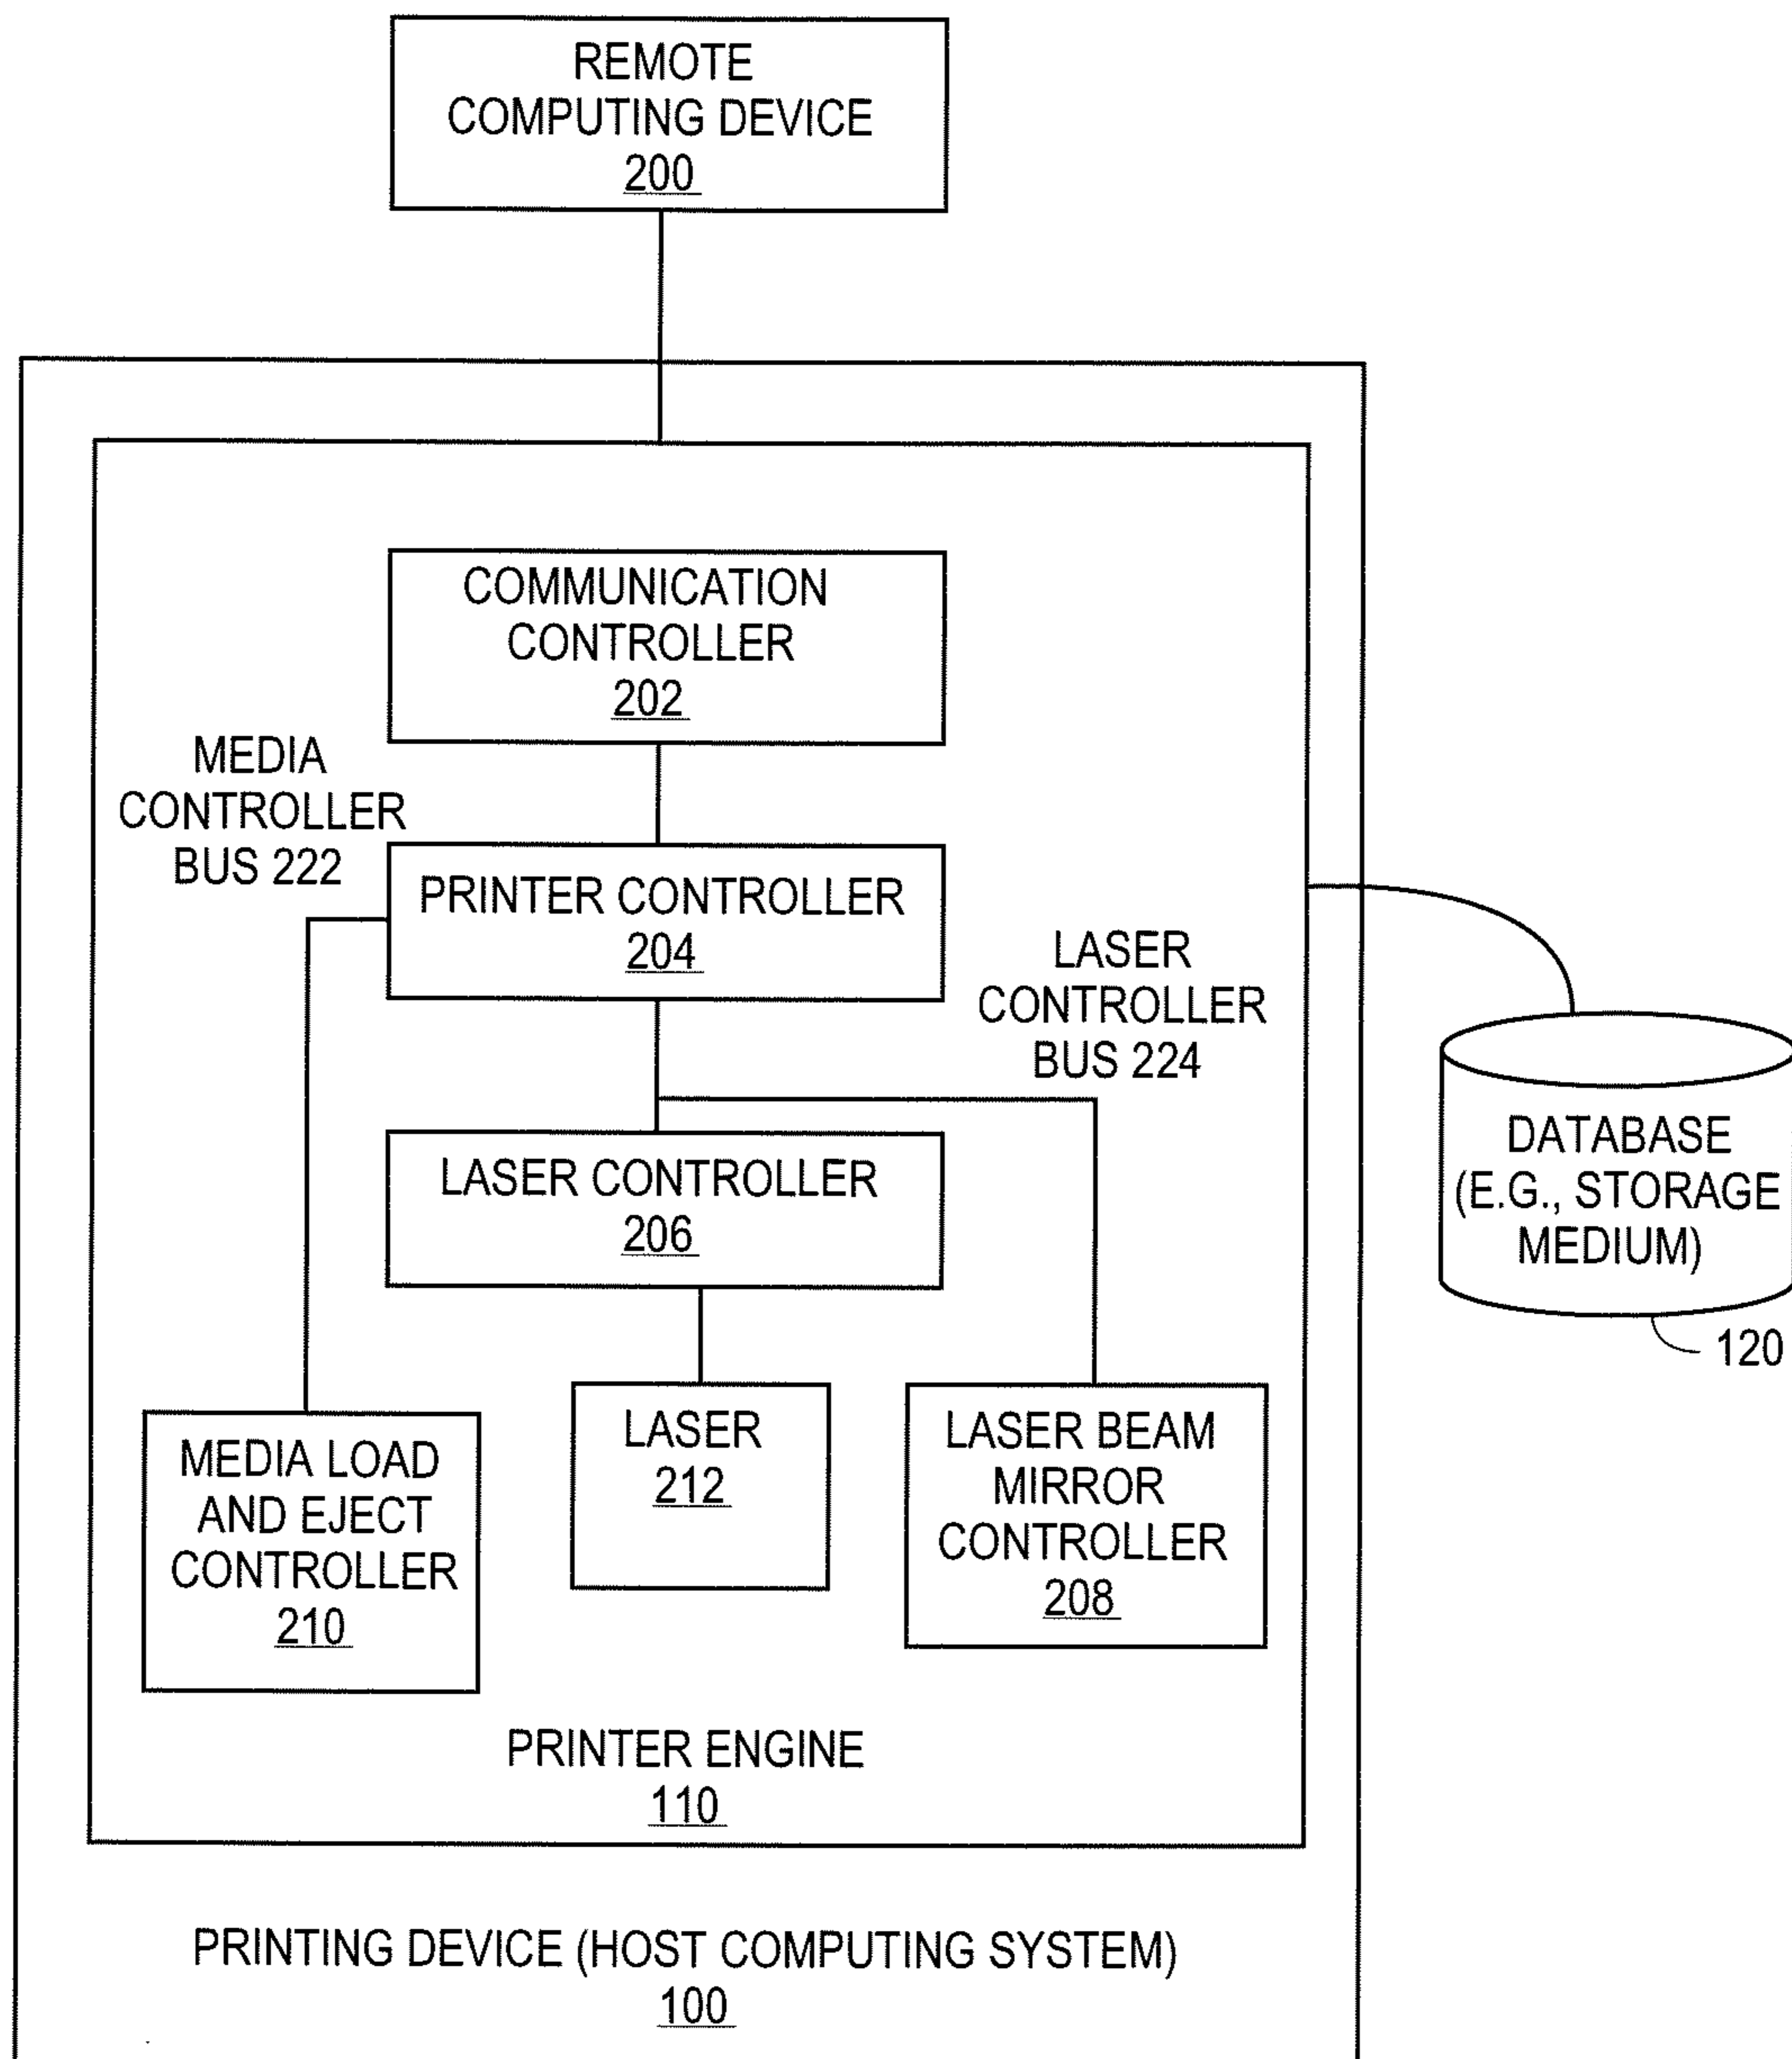 REMOTE
COMPUTING DEVICE
200
COMMUNICATION
CONTROLLER
202
MEDIA
CONTROLLER
BUS 222
PRINTER CONTROLLER
204
LASER
CONTROLLER
BUS 224
LASER CONTROLLER
206
DATABASE
(E.G., STORAGE
MEDIUM)
120
MEDIA LOAD
AND EJECT
CONTROLLER
210
LASER
212
LASER BEAM
MIRROR
CONTROLLER
208
PRINTER ENGINE
110
PRINTING DEVICE (HOST COMPUTING SYSTEM)
100